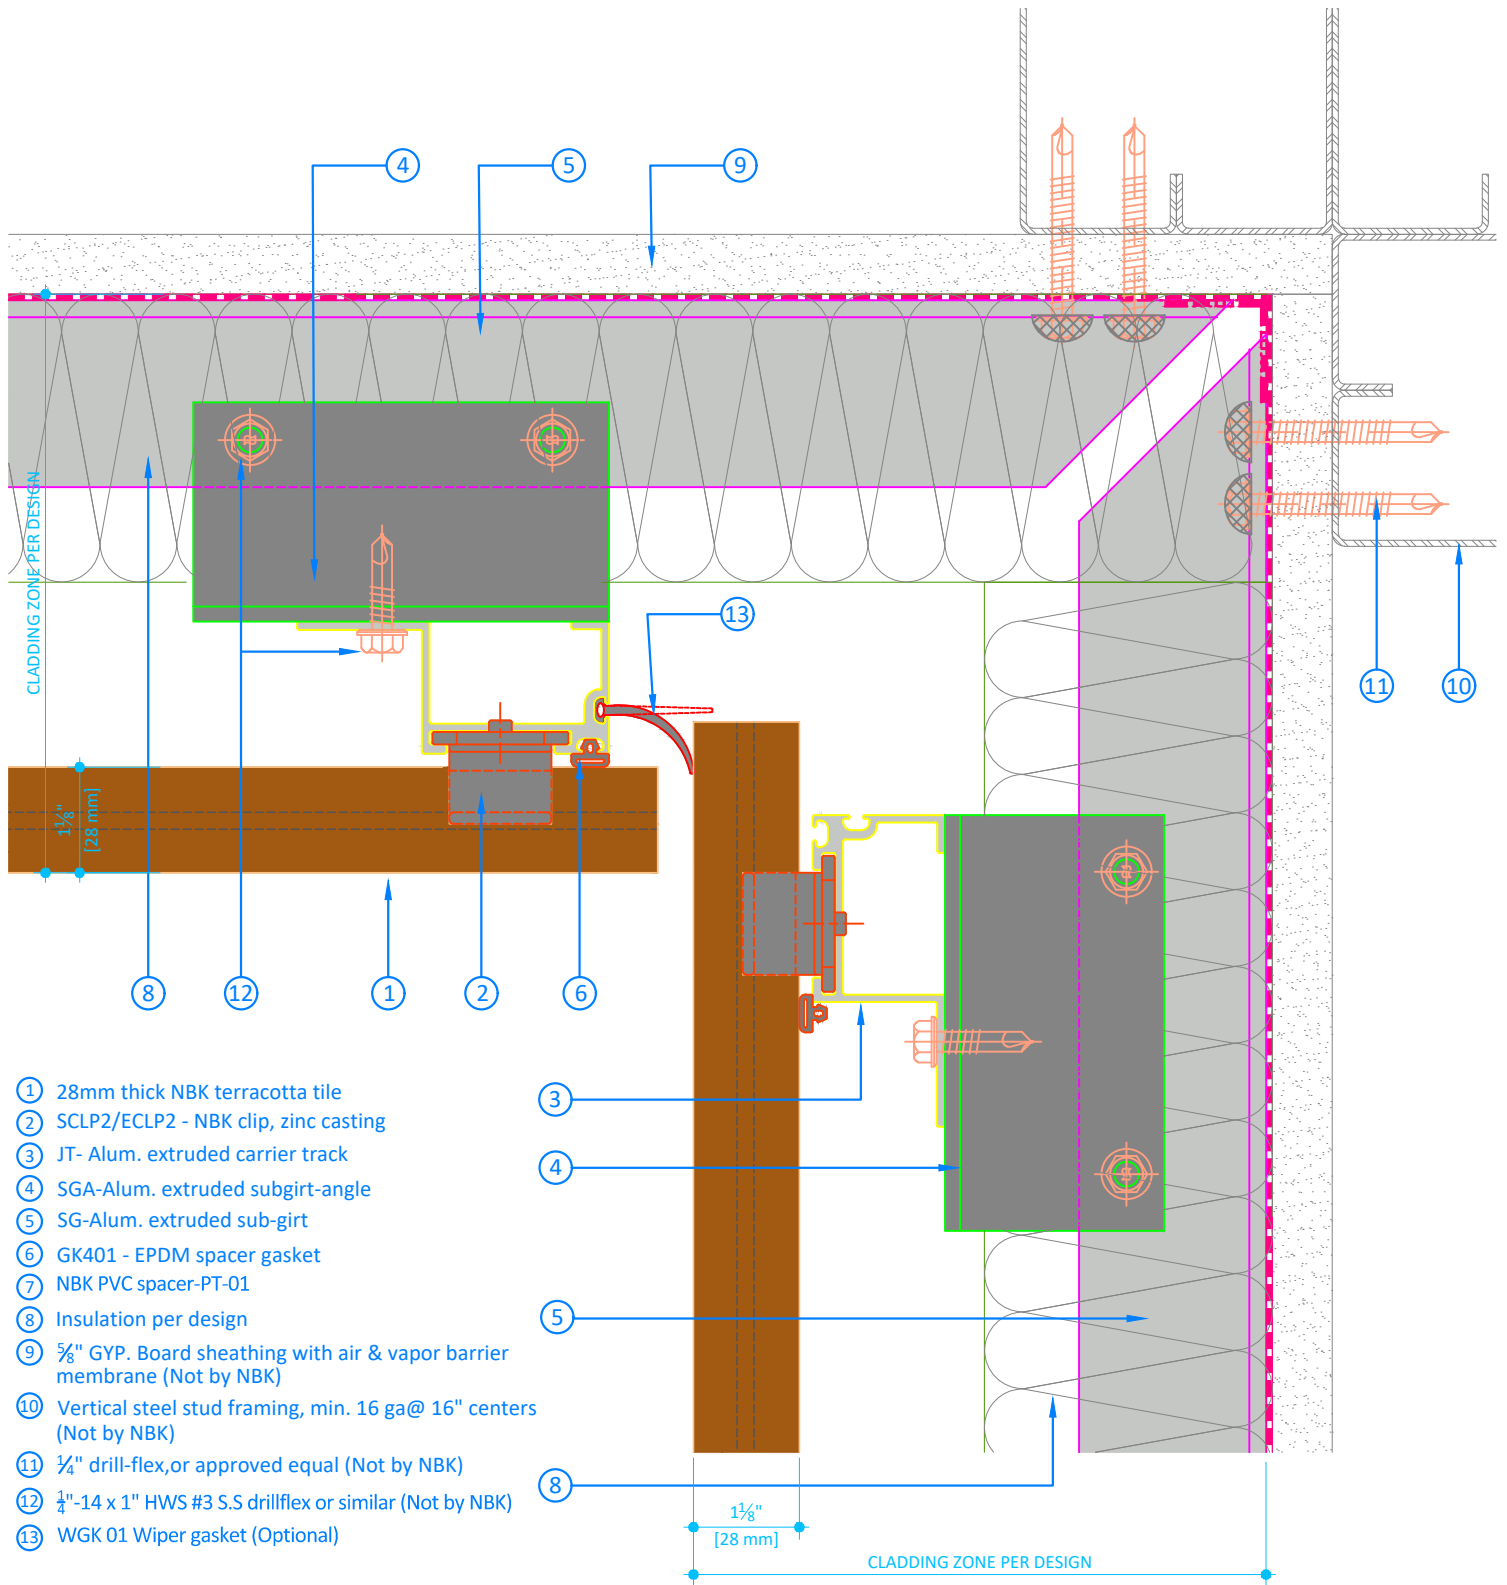 4
5
9
CLADDING ZONE PER DESIGN
13
11
10
1⅛"
[28 mm]
8
12
1
2
6
1 28mm thick NBK terracotta tile
2 SCLP2/ECLP2 - NBK clip, zinc casting
3 JT- Alum. extruded carrier track
4 SGA-Alum. extruded subgirt-angle
5 SG-Alum. extruded sub-girt
6 GK401 - EPDM spacer gasket
7 NBK PVC spacer-PT-01
8 Insulation per design
9 ⅝" GYP. Board sheathing with air & vapor barrier
membrane (Not by NBK)
10 Vertical steel stud framing, min. 16 ga@ 16" centers
(Not by NBK)
11 ¼" drill-flex,or approved equal (Not by NBK)
12 ¼"-14 x 1" HWS #3 S.S drillflex or similar (Not by NBK)
13 WGK 01 Wiper gasket (Optional)
3
4
5
8
1⅛"
[28 mm]
CLADDING ZONE PER DESIGN